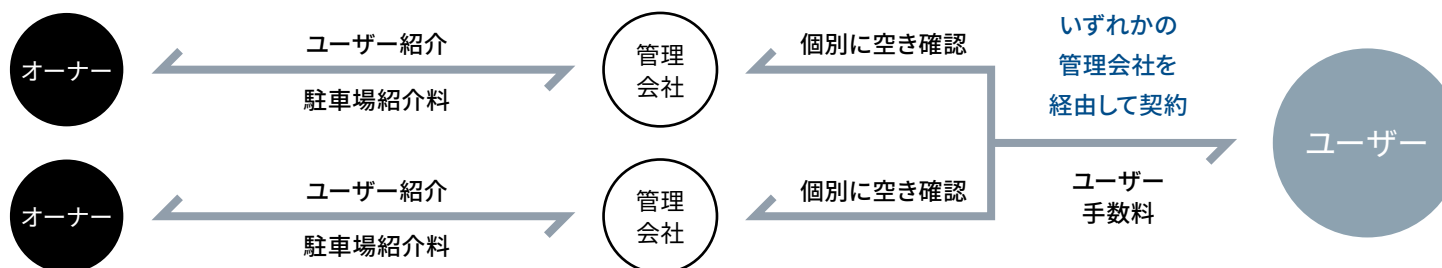 オーナー
ユーザー紹介
駐車場紹介料
管理
会社
個別に空き確認
いずれかの
管理会社を
経由して契約
ユーザー
手数料
ユーザー
オーナー
ユーザー紹介
駐車場紹介料
管理
会社
個別に空き確認